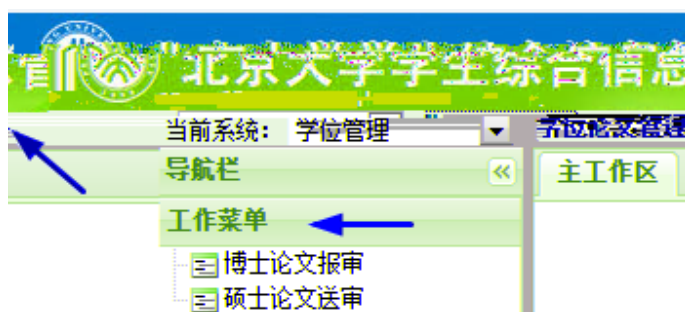 北京大学学生综合信息
当前系统： 学位管理
导航栏
主工作区
工作菜单
博士论文报审
硕士论文送审